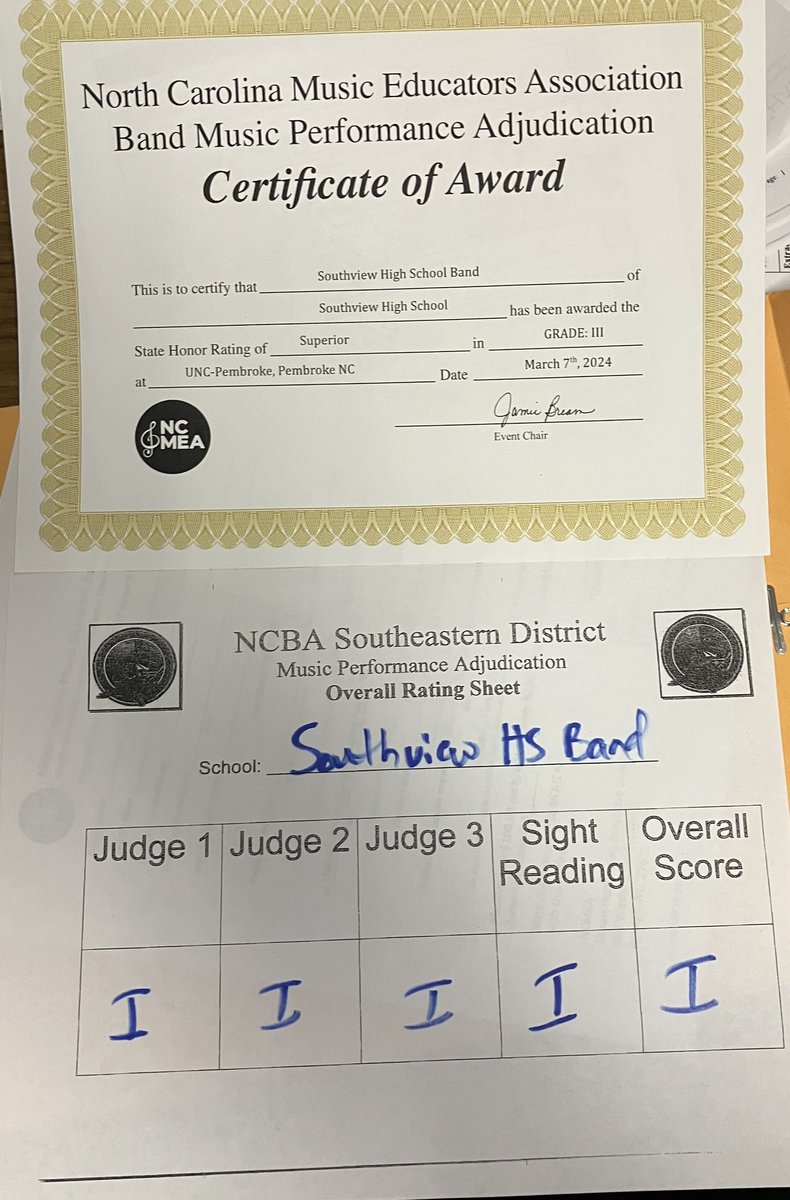 North Carolina Music Educators Association
Band Music Performance Adjudication
Certificate of Award
This is to certify that Southview High School Band of
Southview High School has been awarded the
State Honor Rating of Superior in GRADE: III
at UNC-Pembroke, Pembroke NC Date March 7th, 2024
Event Chair
NC
MEA
NCBA Southeastern District
Music Performance Adjudication
Overall Rating Sheet
School: Southview HS Band
Judge 1 Judge 2 Judge 3 Sight Reading Overall Score
I I I I I